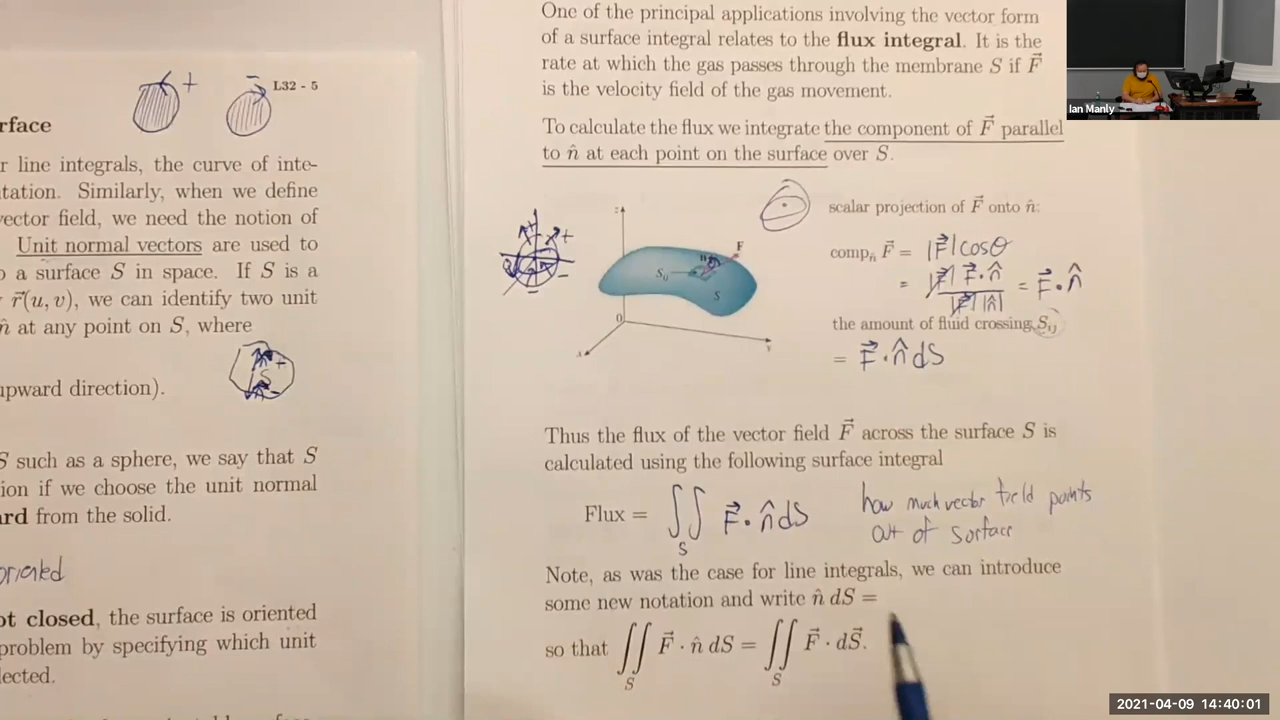 L32 - 5
+
-
rface
r line integrals, the curve of inte-
tation. Similarly, when we define
vector field, we need the notion of
Unit normal vectors are used to
a surface S in space. If S is a
r⃗(u, v), we can identify two unit
n̂ at any point on S, where
upward direction).
S such as a sphere, we say that S
ion if we choose the unit normal
ard from the solid.
oriented
ot closed, the surface is oriented
problem by specifying which unit
lected.
One of the principal applications involving the vector form
of a surface integral relates to the flux integral. It is the
rate at which the gas passes through the membrane S if F⃗
is the velocity field of the gas movement.
To calculate the flux we integrate the component of F⃗ parallel
to n̂ at each point on the surface over S.
scalar projection of F⃗ onto n̂:
comp_n̂ F⃗ = |F⃗| cosθ
= |F⃗| F⃗·n̂ / |F⃗| |n̂| = F⃗·n̂
the amount of fluid crossing S_ij
= F⃗·n̂ dS
z
F
n
S_ij
S
0
x
y
Thus the flux of the vector field F⃗ across the surface S is
calculated using the following surface integral
Flux = ∬_S F⃗·n̂ dS
how much vector field points
out of surface
Note, as was the case for line integrals, we can introduce
some new notation and write n̂ dS =
so that ∬_S F⃗ · n̂ dS = ∬_S F⃗ · dS⃗.
Ian Manly
2021-04-09 14:40:01